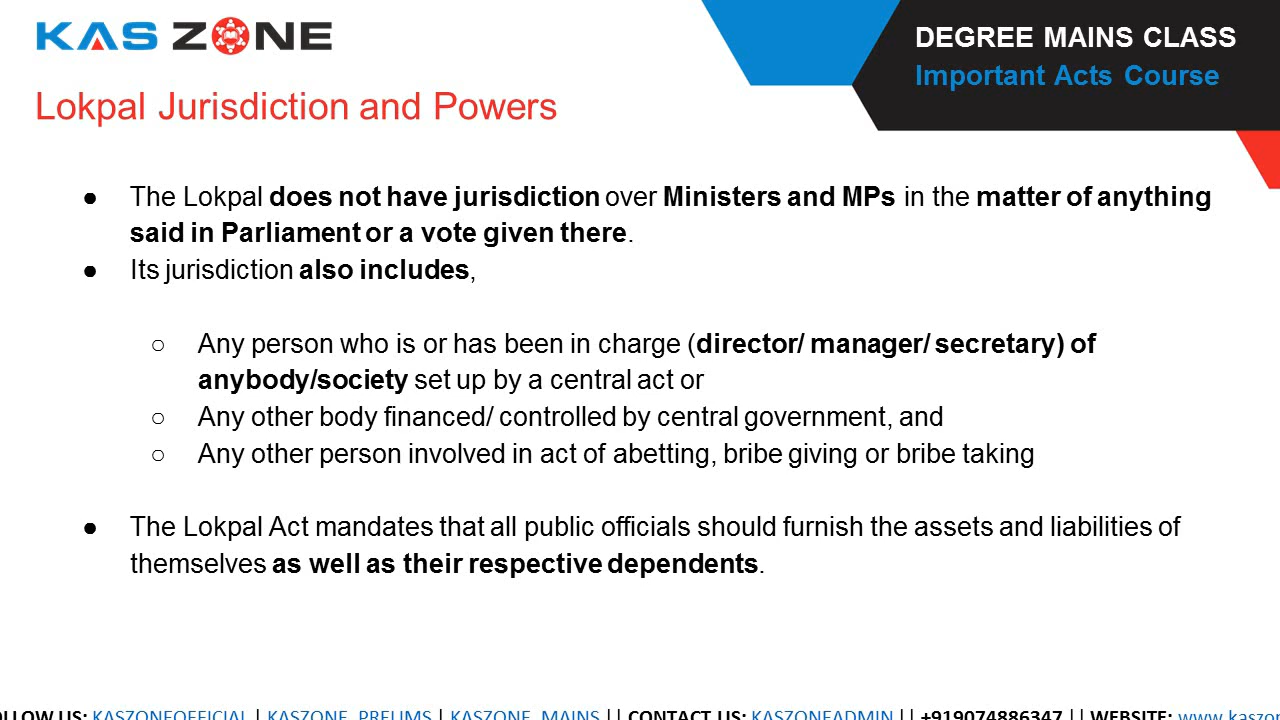 KAS ZONE
DEGREE MAINS CLASS
Important Acts Course
Lokpal Jurisdiction and Powers
● The Lokpal does not have jurisdiction over Ministers and MPs in the matter of anything
said in Parliament or a vote given there.
● Its jurisdiction also includes,
○ Any person who is or has been in charge (director/ manager/ secretary) of
anybody/society set up by a central act or
○ Any other body financed/ controlled by central government, and
○ Any other person involved in act of abetting, bribe giving or bribe taking
● The Lokpal Act mandates that all public officials should furnish the assets and liabilities of
themselves as well as their respective dependents.
LLOW US: KASZONEOFFICIAL | KASZONE_PRELIMS | KASZONE_MAINS || CONTACT US: KASZONEADMIN || +919074886347 || WEBSITE: www.kaszo